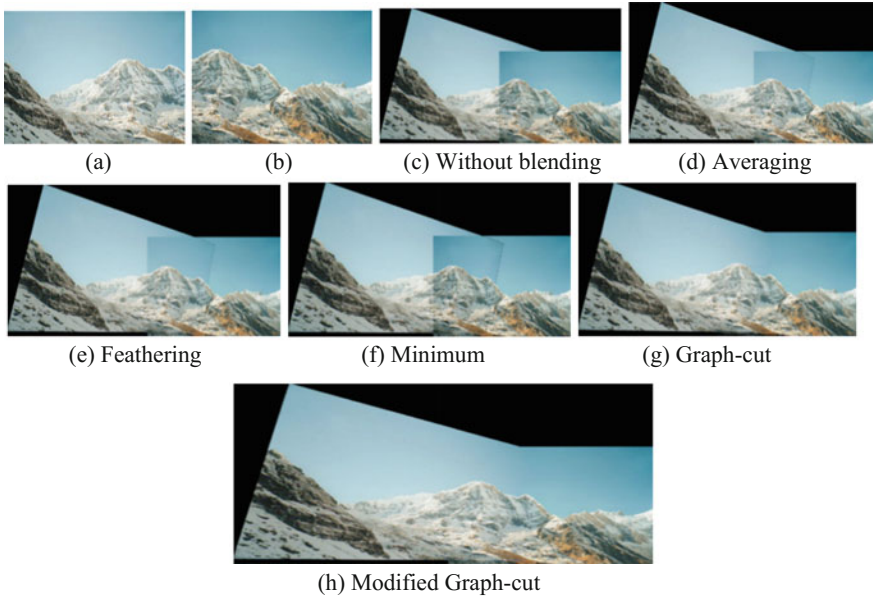 (a)
(b)
(c) Without blending
(d) Averaging
(e) Feathering
(f) Minimum
(g) Graph-cut
(h) Modified Graph-cut